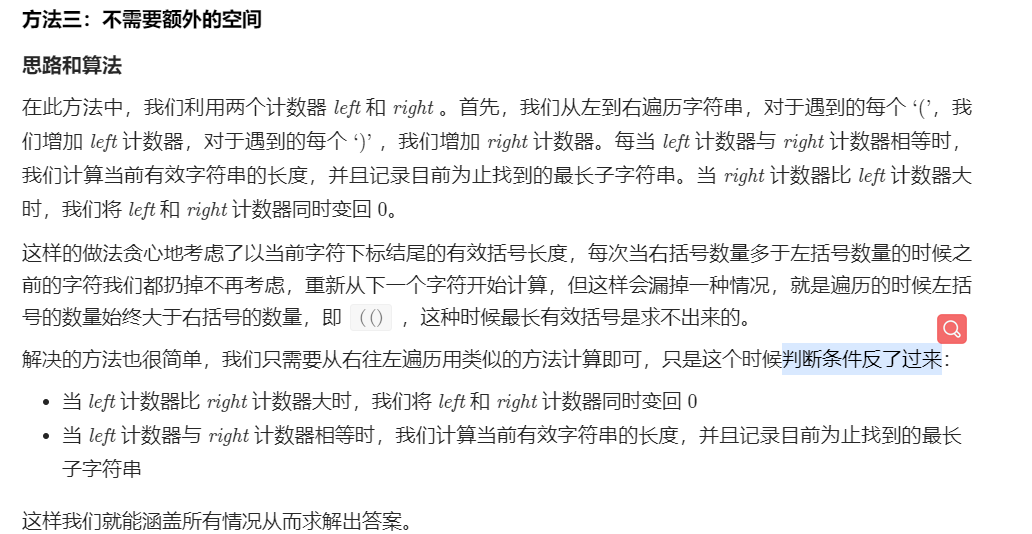 方法三：不需要额外的空间
思路和算法
在此方法中，我们利用两个计数器 left 和 right 。首先，我们从左到右遍历字符串，对于遇到的每个 ‘(’，我
们增加 left 计数器，对于遇到的每个 ‘)’ ，我们增加 right 计数器。每当 left 计数器与 right 计数器相等时，
我们计算当前有效字符串的长度，并且记录目前为止找到的最长子字符串。当 right 计数器比 left 计数器大
时，我们将 left 和 right 计数器同时变回 0。
这样的做法贪心地考虑了以当前字符下标结尾的有效括号长度，每次当右括号数量多于左括号数量的时候之
前的字符我们都扔掉不再考虑，重新从下一个字符开始计算，但这样会漏掉一种情况，就是遍历的时候左括
号的数量始终大于右括号的数量，即 (() ，这种时候最长有效括号是求不出来的。
解决的方法也很简单，我们只需要从右往左遍历用类似的方法计算即可，只是这个时候判断条件反了过来：
• 当 left 计数器比 right 计数器大时，我们将 left 和 right 计数器同时变回 0
• 当 left 计数器与 right 计数器相等时，我们计算当前有效字符串的长度，并且记录目前为止找到的最长
子字符串
这样我们就能涵盖所有情况从而求解出答案。